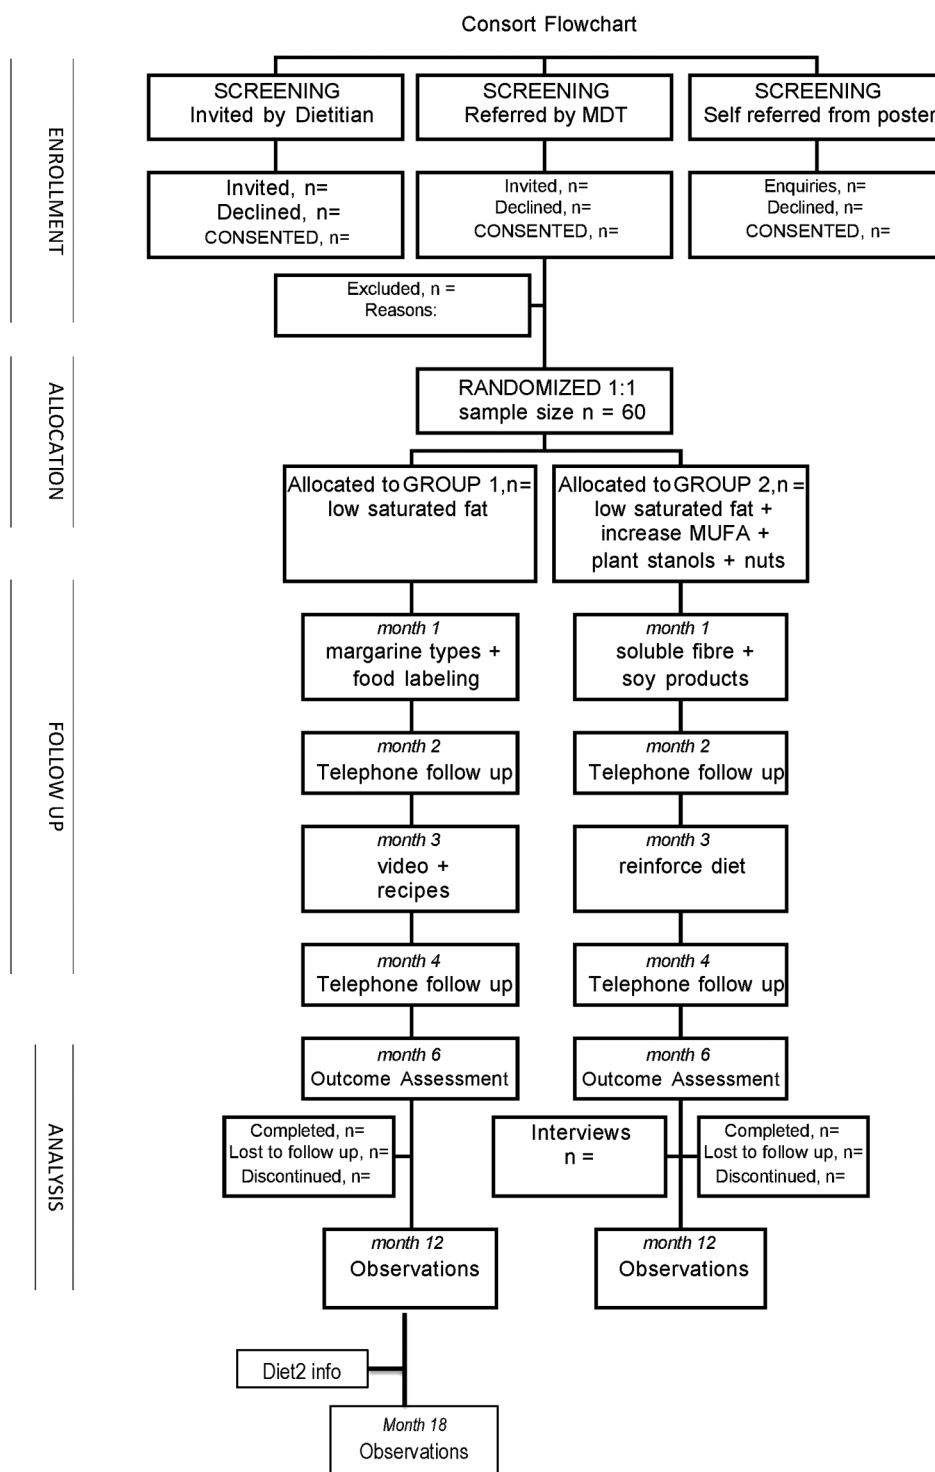 Consort Flowchart
ENROLLMENT
SCREENING
Invited by Dietitian
SCREENING
Referred by MDT
SCREENING
Self referred from poster
Invited, n=
Declined, n=
CONSENTED, n=
Invited, n=
Declined, n=
CONSENTED, n=
Enquiries, n=
Declined, n=
CONSENTED, n=
Excluded, n =
Reasons:
ALLOCATION
RANDOMIZED 1:1
sample size n = 60
Allocated to GROUP 1, n=
low saturated fat
Allocated to GROUP 2, n =
low saturated fat +
increase MUFA +
plant stanols + nuts
FOLLOW UP
month 1
margarine types +
food labeling
month 1
soluble fibre +
soy products
month 2
Telephone follow up
month 2
Telephone follow up
month 3
video +
recipes
month 3
reinforce diet
month 4
Telephone follow up
month 4
Telephone follow up
ANALYSIS
month 6
Outcome Assessment
month 6
Outcome Assessment
Completed, n=
Lost to follow up, n=
Discontinued, n=
Interviews
n =
Completed, n=
Lost to follow up, n=
Discontinued, n=
month 12
Observations
month 12
Observations
Diet2 info
Month 18
Observations